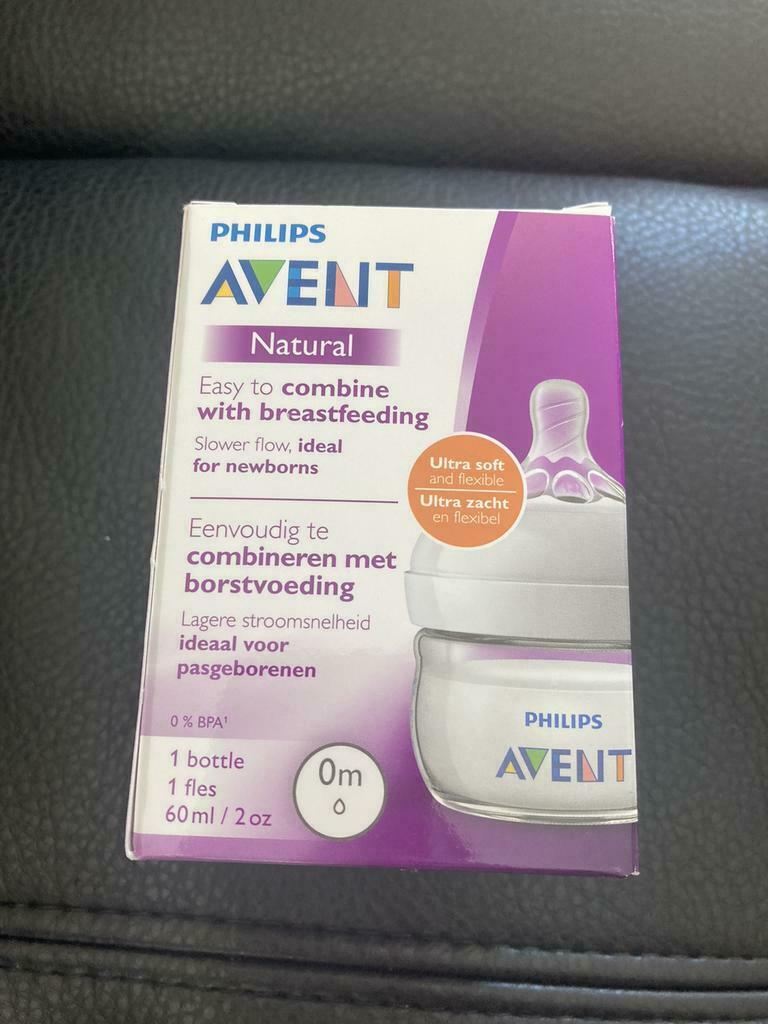 PHILIPS
AVENT
Natural
Easy to combine
with breastfeeding
Slower flow, ideal
for newborns
Ultra soft
and flexible
Ultra zacht
en flexibel
Eenvoudig te
combineren met
borstvoeding
Lagere stroomsnelheid
ideaal voor
pasgeborenen
0 % BPA¹
1 bottle
1 fles
60 ml / 2 oz
0m
PHILIPS
AVENT